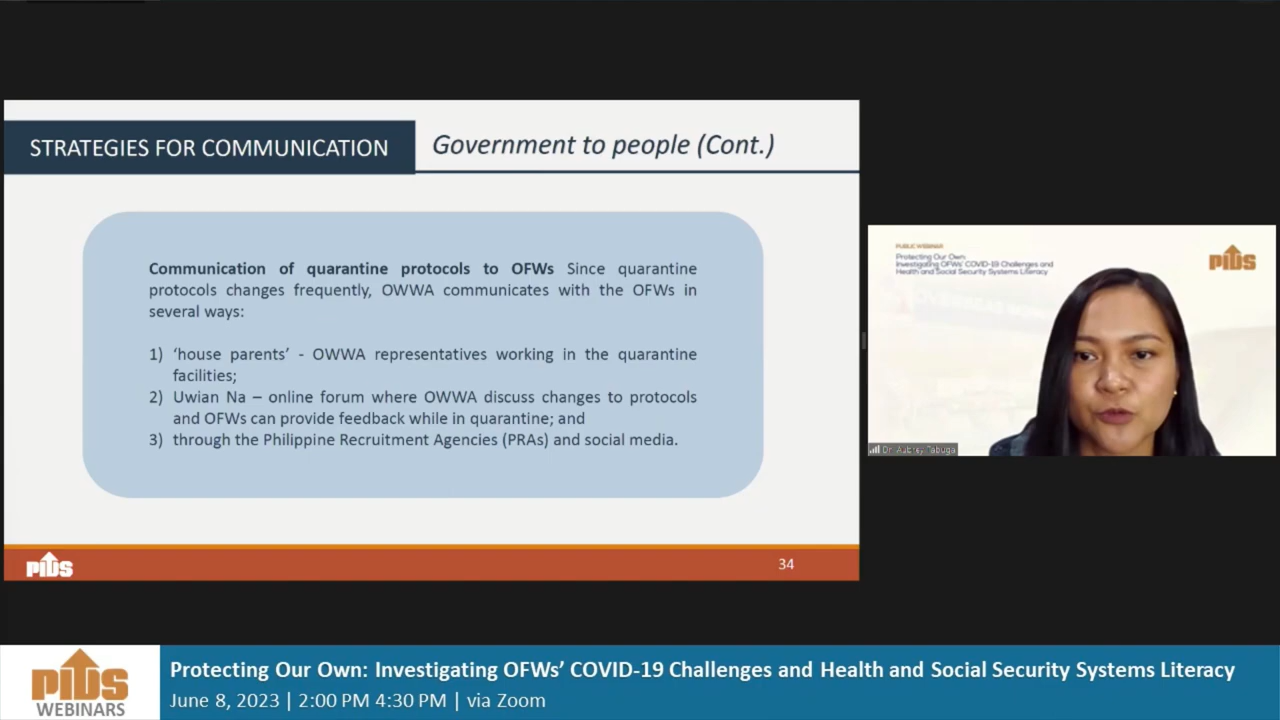 STRATEGIES FOR COMMUNICATION
Government to people (Cont.)
Communication of quarantine protocols to OFWs Since quarantine
protocols changes frequently, OWWA communicates with the OFWs in
several ways:
1) ‘house parents’ - OWWA representatives working in the quarantine
facilities;
2) Uwian Na – online forum where OWWA discuss changes to protocols
and OFWs can provide feedback while in quarantine; and
3) through the Philippine Recruitment Agencies (PRAs) and social media.
PIDS
34
PUBLIC WEBINAR
Protecting Our Own
Investigating OFWs' COVID-19 Challenges and
Health and Social Security Systems Literacy
PIDS
Dr. Aubrey Tabuga
PIDS
WEBINARS
Protecting Our Own: Investigating OFWs’ COVID-19 Challenges and Health and Social Security Systems Literacy
June 8, 2023 | 2:00 PM 4:30 PM | via Zoom